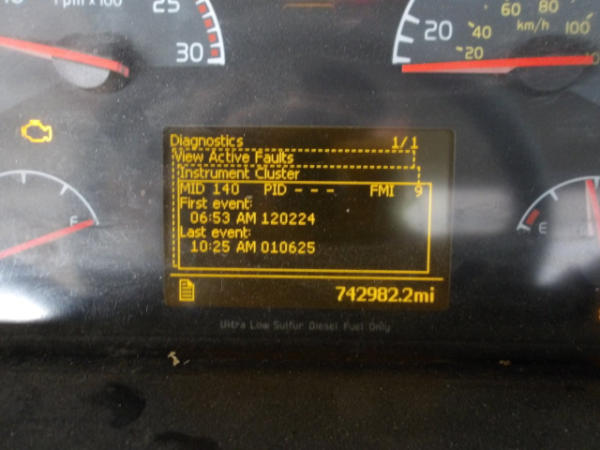 rpm x 100
25
30
20
20
40
60
80
100
km/h
Diagnostics 1/1
View Active Faults
Instrument Cluster
MID 140 PID - - - FMI 9
First event:
06:53 AM 120224
Last event:
10:25 AM 010625
F
E
742982.2mi
Ultra Low Sulfur Diesel Fuel Only